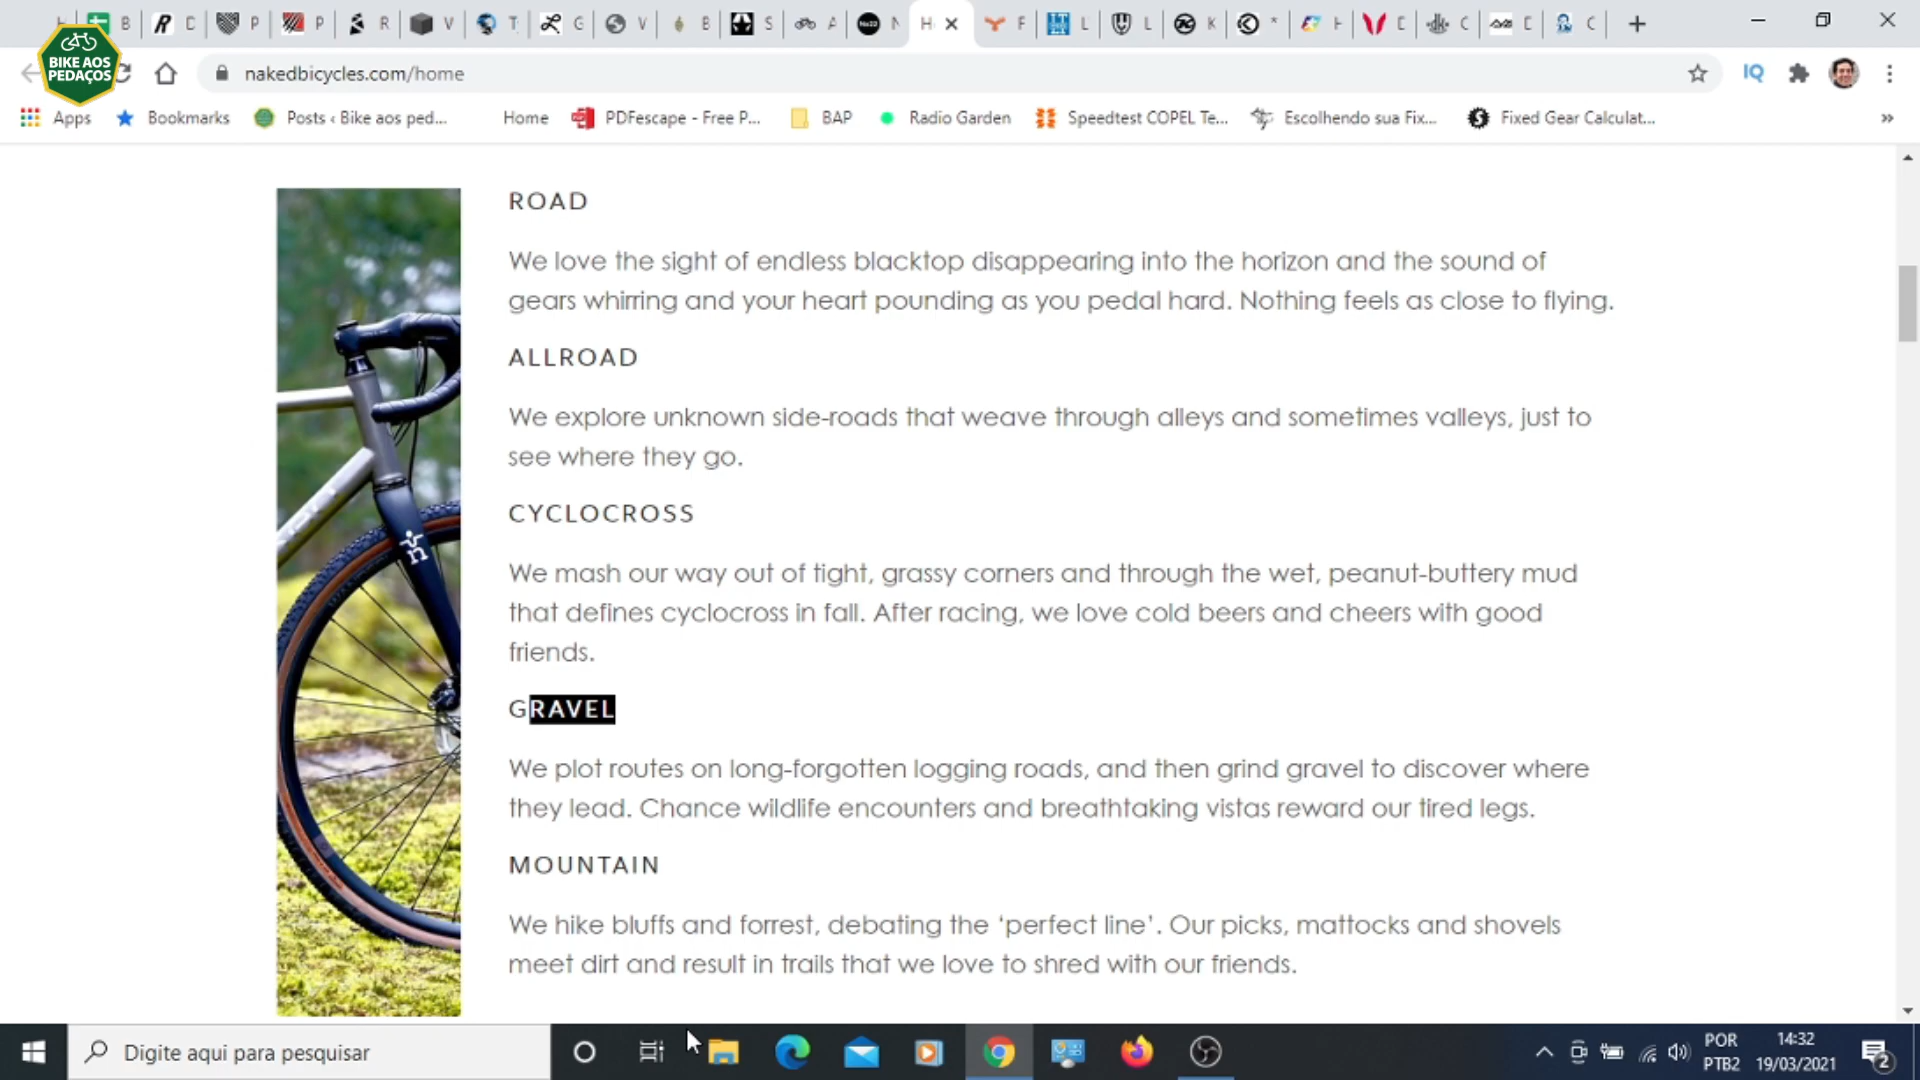 B D P P R V T G V B S A N H F L L K * H D C D C
BIKE AOS
PEDAÇOS
nakedbicycles.com/home
Apps Bookmarks Posts ‹ Bike aos ped... Home PDFescape - Free P... BAP Radio Garden Speedtest COPEL Te... Escolhendo sua Fix... Fixed Gear Calculat... »
ROAD
We love the sight of endless blacktop disappearing into the horizon and the sound of
gears whirring and your heart pounding as you pedal hard. Nothing feels as close to flying.
ALLROAD
We explore unknown side-roads that weave through alleys and sometimes valleys, just to
see where they go.
CYCLOCROSS
We mash our way out of tight, grassy corners and through the wet, peanut-buttery mud
that defines cyclocross in fall. After racing, we love cold beers and cheers with good
friends.
GRAVEL
We plot routes on long-forgotten logging roads, and then grind gravel to discover where
they lead. Chance wildlife encounters and breathtaking vistas reward our tired legs.
MOUNTAIN
We hike bluffs and forrest, debating the ‘perfect line’. Our picks, mattocks and shovels
meet dirt and result in trails that we love to shred with our friends.
Digite aqui para pesquisar
POR
PTB2
14:32
19/03/2021
2